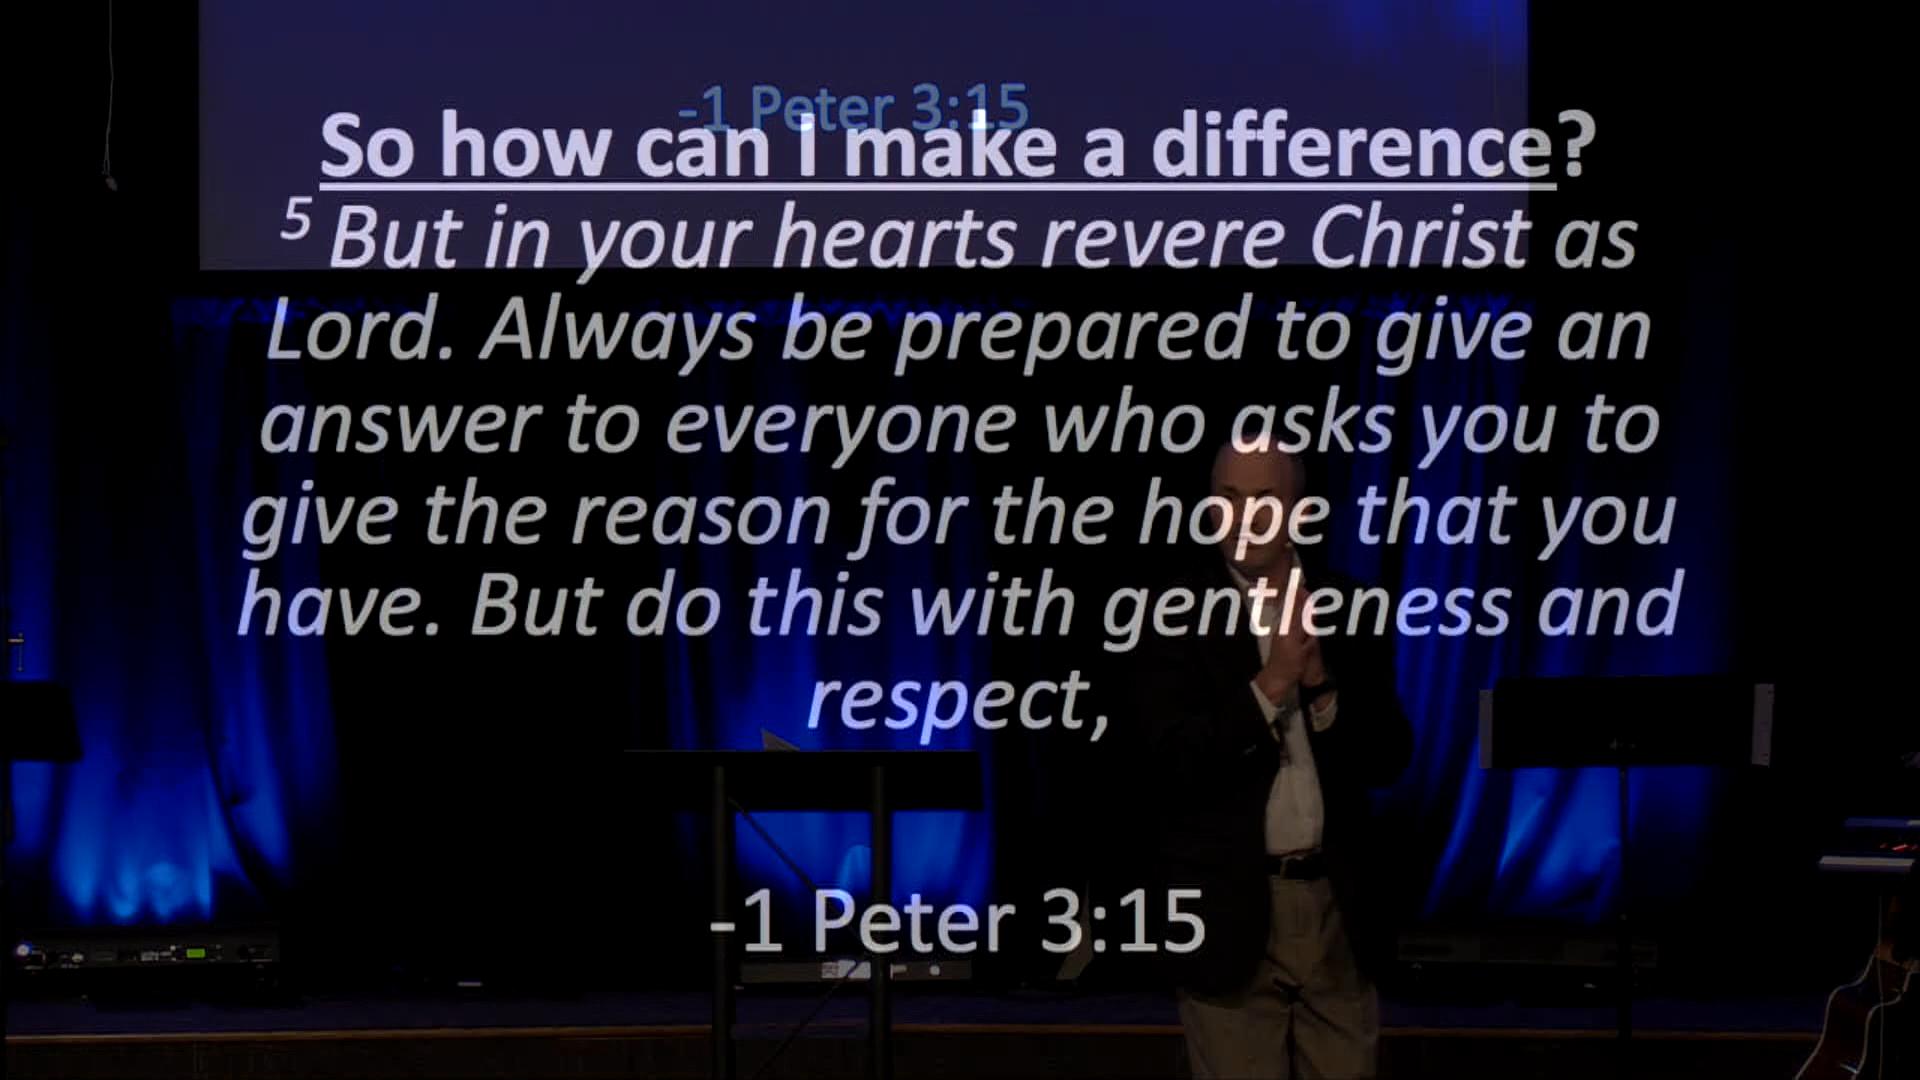 -1 Peter 3:15
So how can I make a difference?
5 But in your hearts revere Christ as
Lord. Always be prepared to give an
answer to everyone who asks you to
give the reason for the hope that you
have. But do this with gentleness and
respect,
-1 Peter 3:15